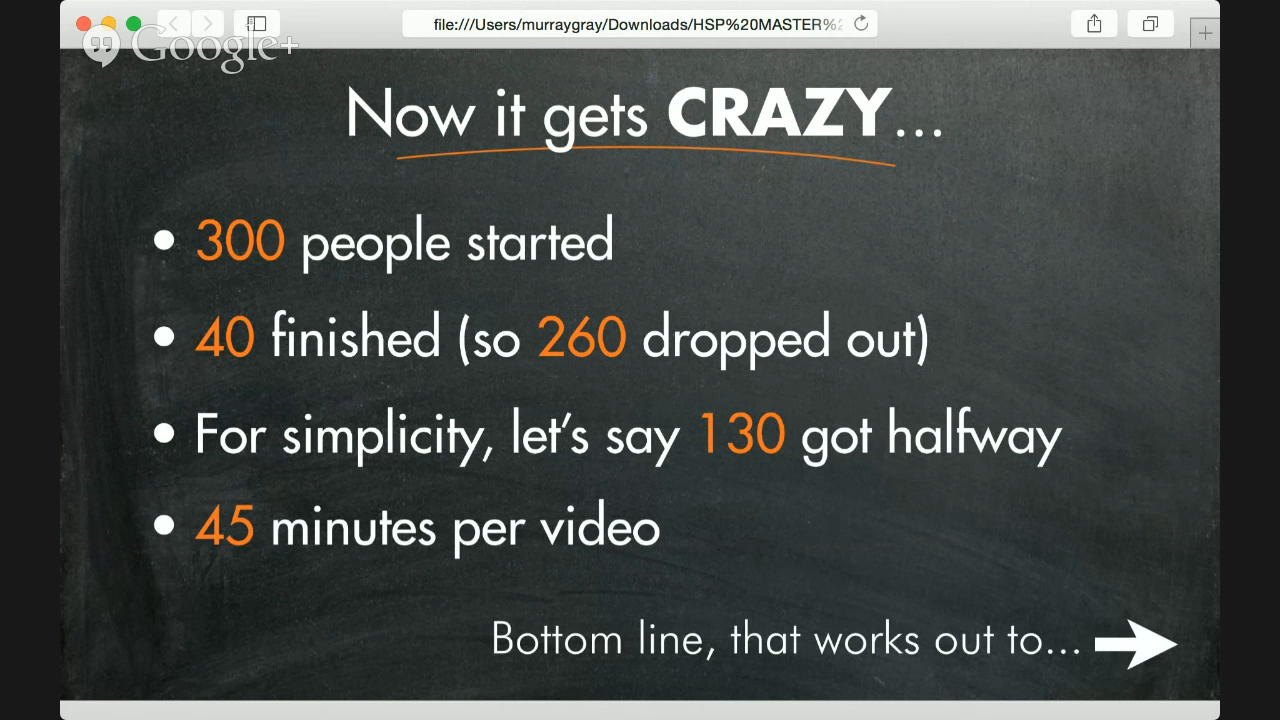 file:///Users/murraygray/Downloads/HSP%20MASTER%2
Google+
Now it gets CRAZY...
• 300 people started
• 40 finished (so 260 dropped out)
• For simplicity, let's say 130 got halfway
• 45 minutes per video
Bottom line, that works out to...